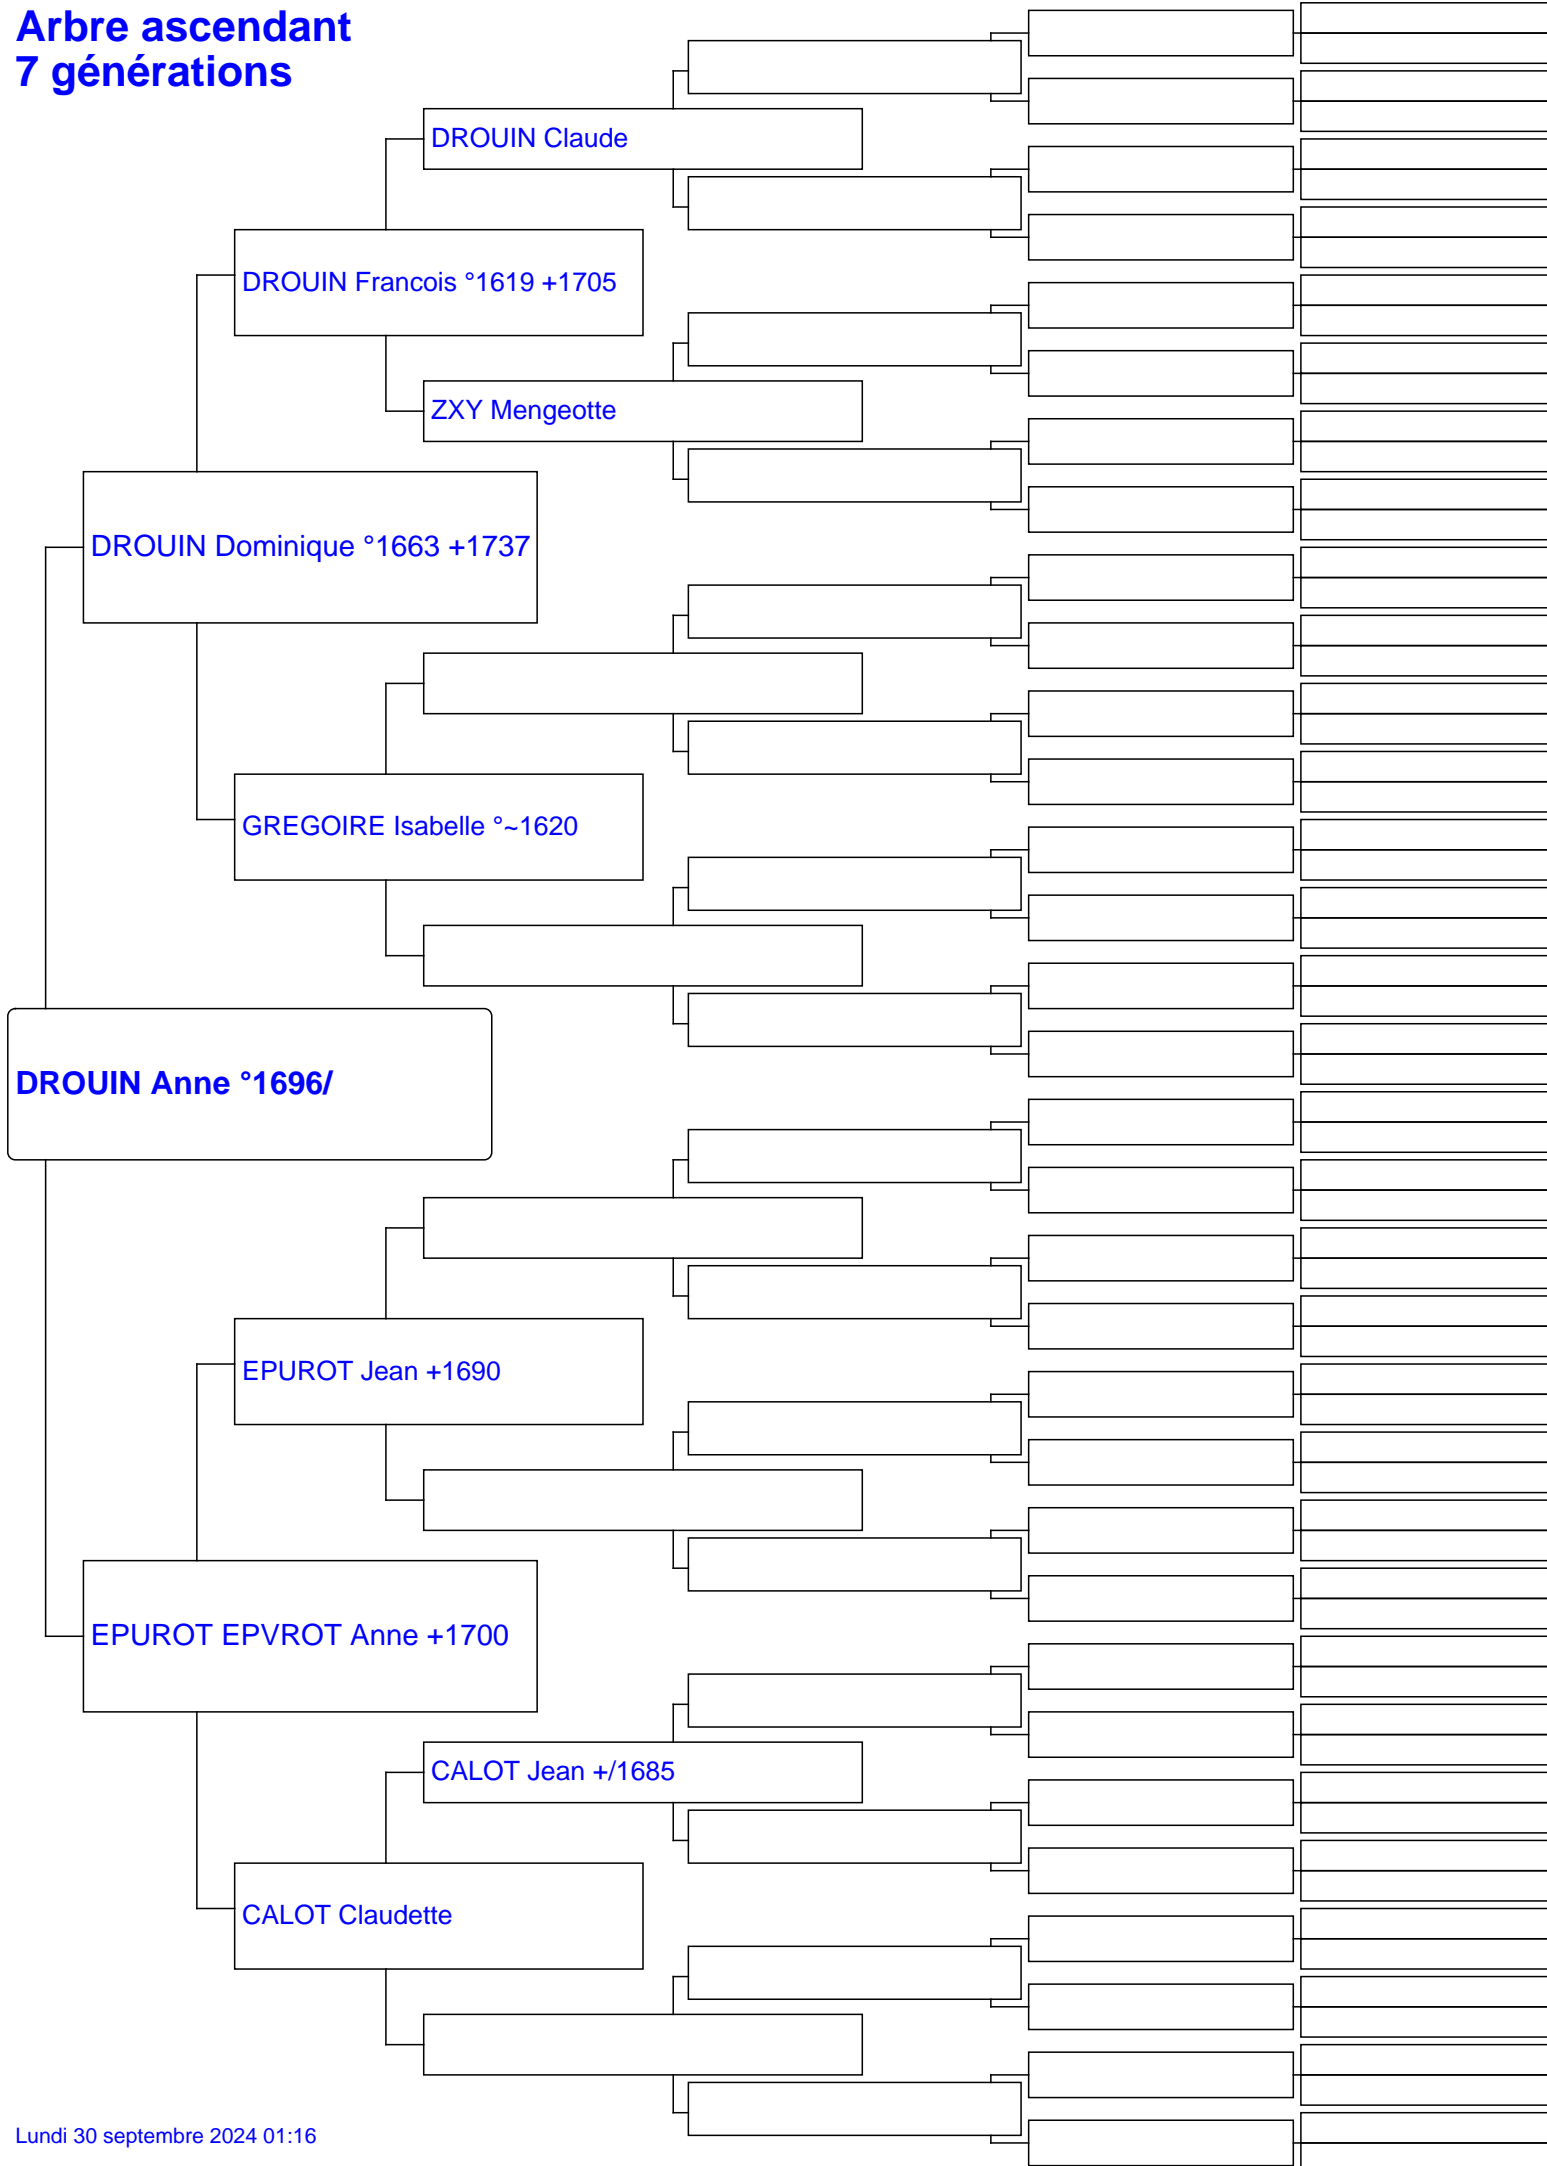 Arbre ascendant
7 générations
DROUIN Claude
DROUIN Francois °1619 +1705
ZXY Mengeotte
DROUIN Dominique °1663 +1737
GREGOIRE Isabelle °~1620
DROUIN Anne °1696/
EPUROT Jean +1690
EPUROT EPVROT Anne +1700
CALOT Jean +/1685
CALOT Claudette
Lundi 30 septembre 2024 01:16